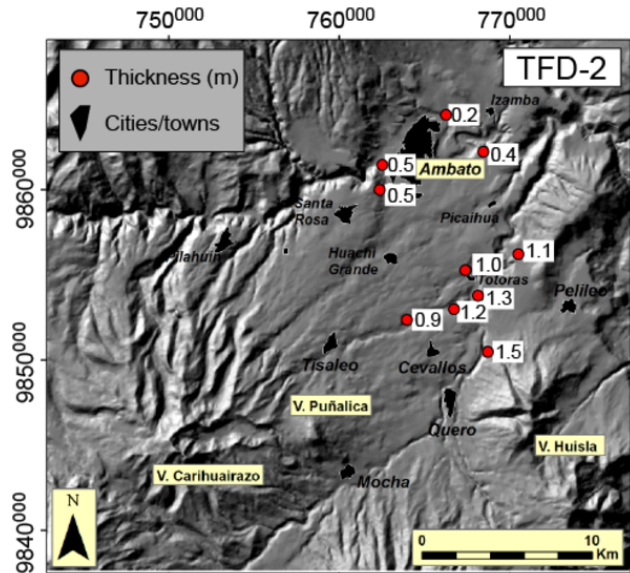 750000
760000
770000
TFD-2
Thickness (m)
Cities/towns
Izamba
0.2
0.4
0.5
Ambato
9860000
0.5
Santa
Rosa
Picaihua
Pilahuin
Huachi
Grande
1.1
1.0
Totoras
Pelileo
1.3
1.2
0.9
9850000
Tisaleo
Cevallos
1.5
V. Puñalica
Quero
V. Huisla
V. Carihuairazo
Mocha
N
9840000
0
10
Km